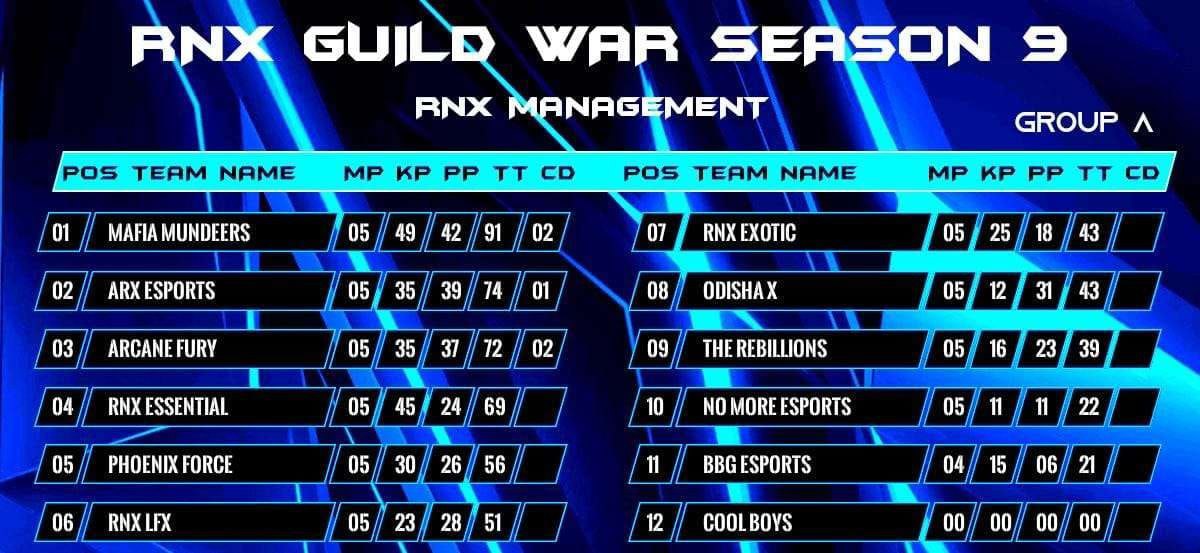 RNX GUILD WAR SEASON 9
RNX MANAGEMENT
GROUP A
POS TEAM NAME MP KP PP TT CD
01 MAFIA MUNDEERS 05 49 42 91 02
02 ARX ESPORTS 05 35 39 74 01
03 ARCANE FURY 05 35 37 72 02
04 RNX ESSENTIAL 05 45 24 69
05 PHOENIX FORCE 05 30 26 56
06 RNX LFX 05 23 28 51
POS TEAM NAME MP KP PP TT CD
07 RNX EXOTIC 05 25 18 43
08 ODISHA X 05 12 31 43
09 THE REBILLIONS 05 16 23 39
10 NO MORE ESPORTS 05 11 11 22
11 BBG ESPORTS 04 15 06 21
12 COOL BOYS 00 00 00 00